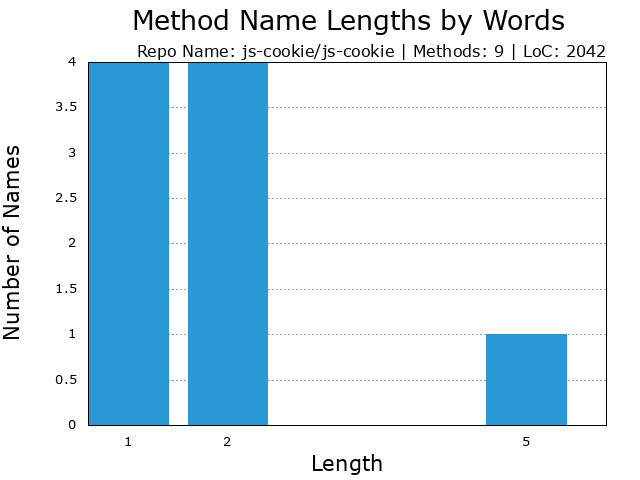 Method Name Lengths by Words
Repo Name: js-cookie/js-cookie | Methods: 9 | LoC: 2042
Number of Names
4
3.5
3
2.5
2
1.5
1
0.5
0
1 2 5
Length